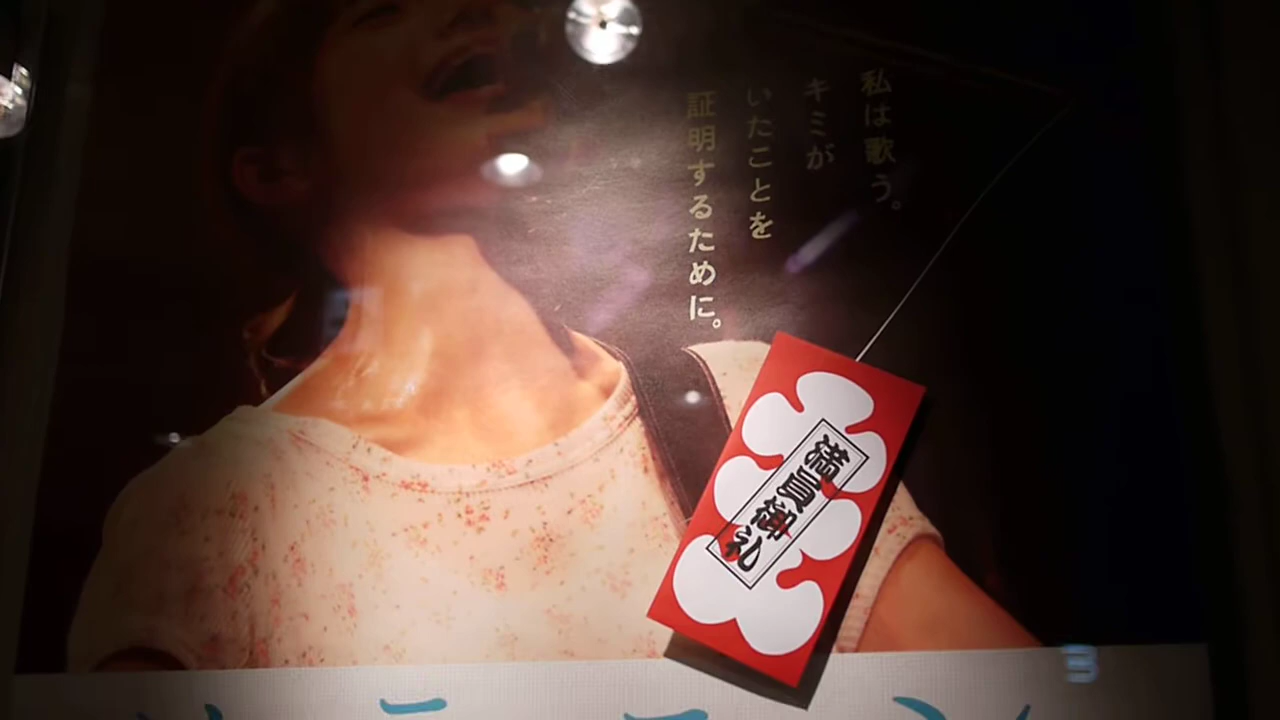 私は歌う。
キミが
いたことを
証明するために。
満員御礼